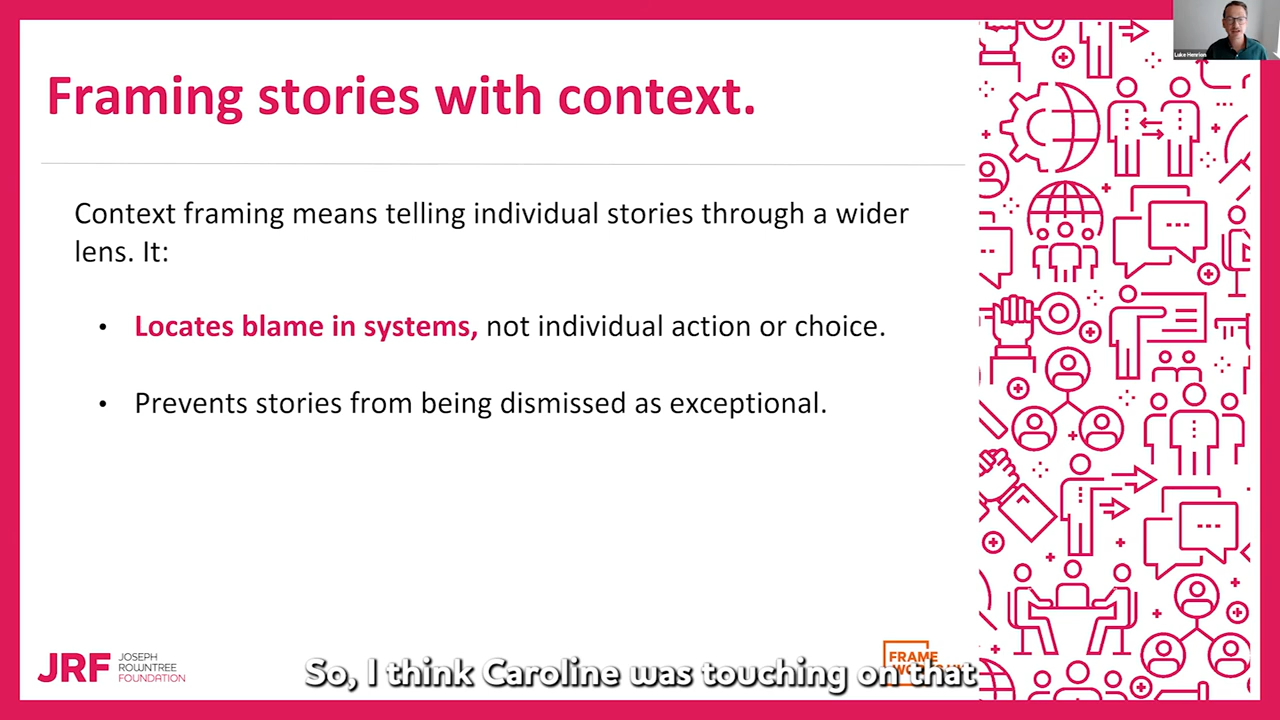 Framing stories with context.
Context framing means telling individual stories through a wider
lens. It:
• Locates blame in systems, not individual action or choice.
• Prevents stories from being dismissed as exceptional.
JRF
JOSEPH
ROUNTREE
FOUNDATION
FRAME
So, I think Caroline was touching on that